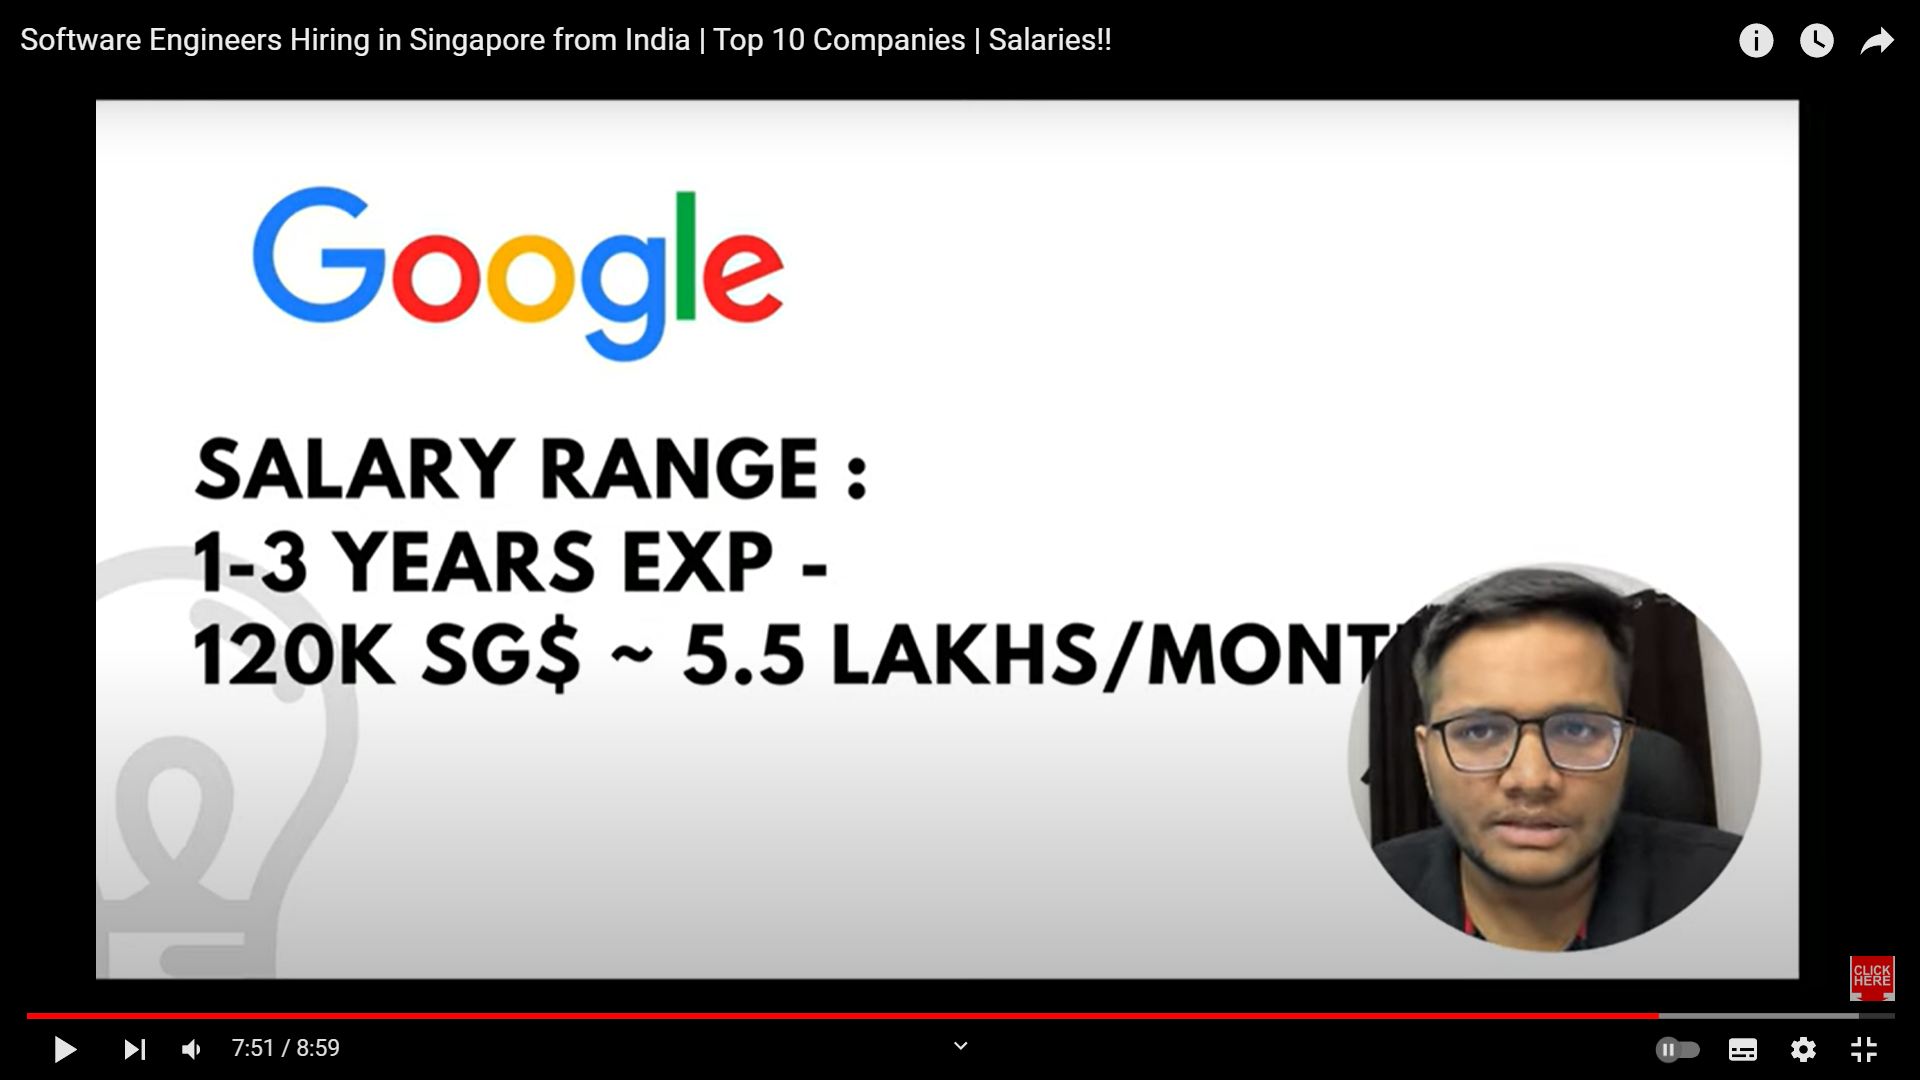 Software Engineers Hiring in Singapore from India | Top 10 Companies | Salaries!!
Google
SALARY RANGE :
1-3 YEARS EXP -
120K SG$ ~ 5.5 LAKHS/
CLICK
HERE
7:51 / 8:59